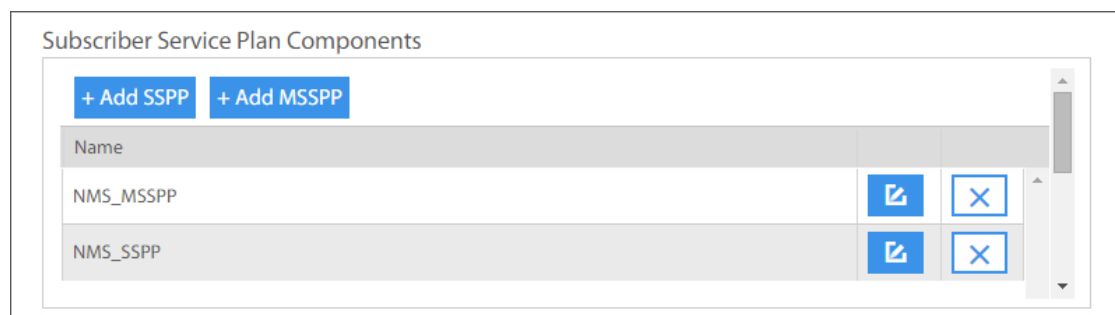 Subscriber Service Plan Components
+ Add SSPP + Add MSSPP
Name
NMS_MSSPP
NMS_SSPP